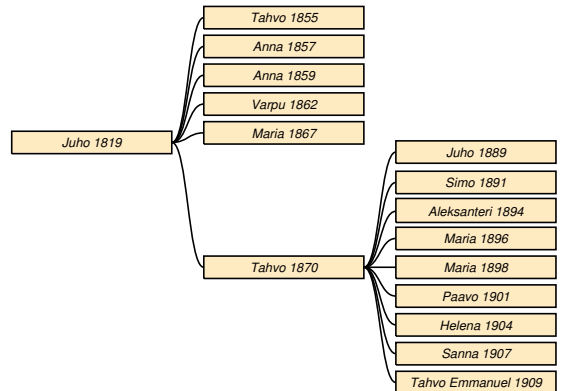 Tahvo 1855
Anna 1857
Anna 1859
Varpu 1862
Maria 1867
Juho 1819
Juho 1889
Simo 1891
Aleksanteri 1894
Maria 1896
Tahvo 1870
Maria 1898
Paavo 1901
Helena 1904
Sanna 1907
Tahvo Emmanuel 1909